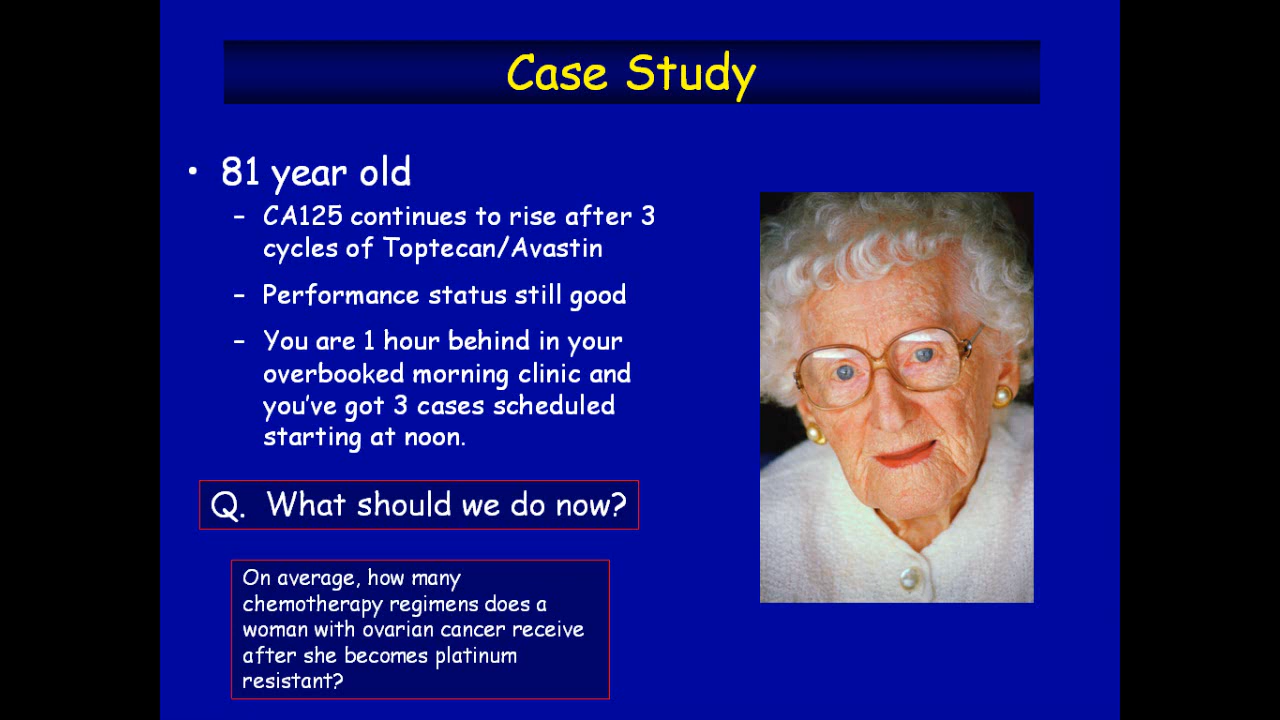 Case Study
• 81 year old
– CA125 continues to rise after 3
cycles of Toptecan/Avastin
– Performance status still good
– You are 1 hour behind in your
overbooked morning clinic and
you've got 3 cases scheduled
starting at noon.
Q. What should we do now?
On average, how many
chemotherapy regimens does a
woman with ovarian cancer receive
after she becomes platinum
resistant?